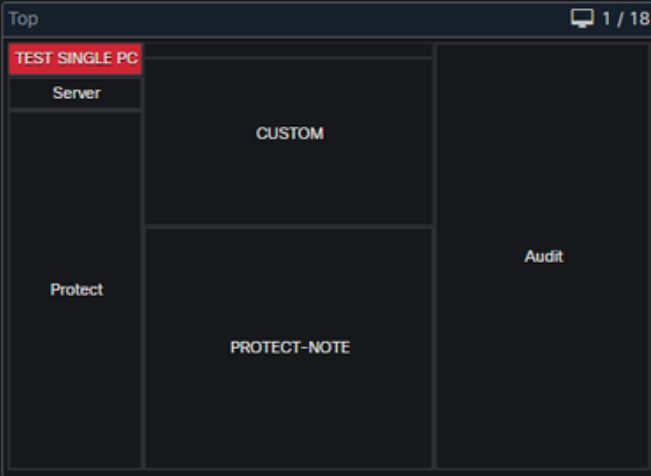 Top
1 / 18
TEST SINGLE PC
Server
CUSTOM
Audit
Protect
PROTECT-NOTE